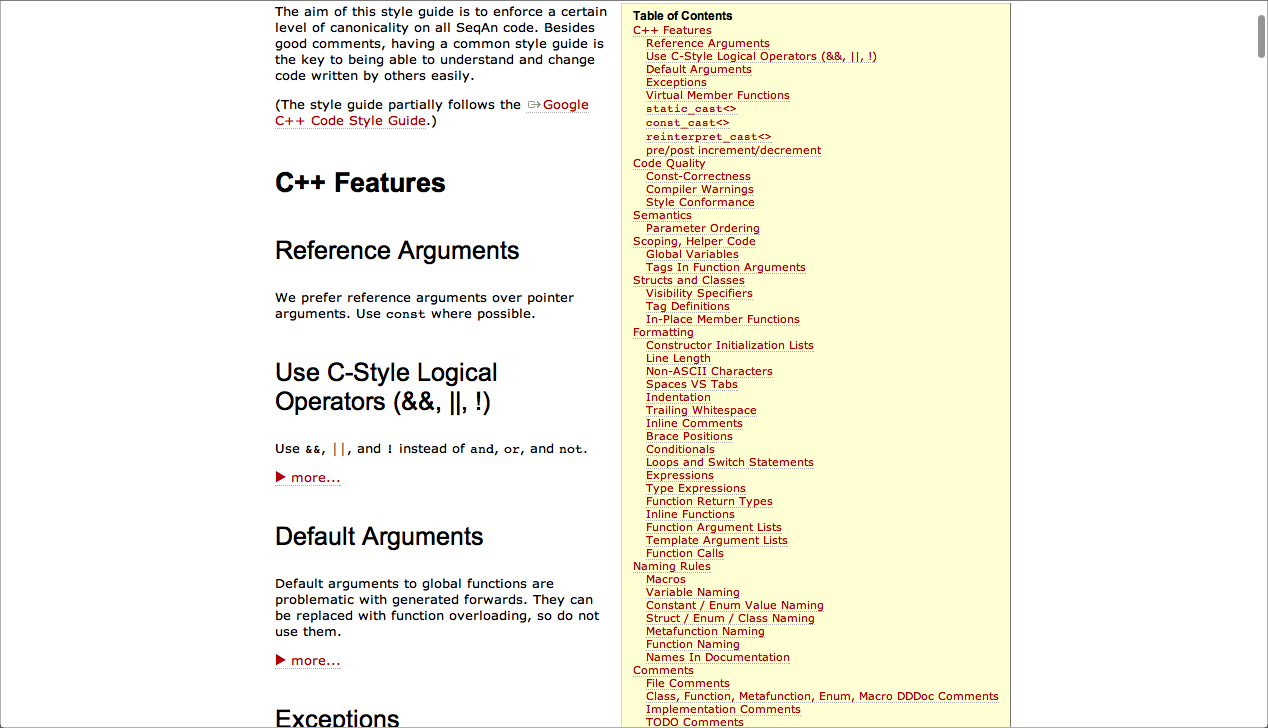 The aim of this style guide is to enforce a certain
level of canonicality on all SeqAn code. Besides
good comments, having a common style guide is
the key to being able to understand and change
code written by others easily.
(The style guide partially follows the Google
C++ Code Style Guide.)
C++ Features
Reference Arguments
We prefer reference arguments over pointer
arguments. Use const where possible.
Use C-Style Logical
Operators (&&, ||, !)
Use &&, ||, and ! instead of and, or, and not.
more...
Default Arguments
Default arguments to global functions are
problematic with generated forwards. They can
be replaced with function overloading, so do not
use them.
more...
Exceptions
Table of Contents
C++ Features
Reference Arguments
Use C-Style Logical Operators (&&, ||, !)
Default Arguments
Exceptions
Virtual Member Functions
static_cast<>
const_cast<>
reinterpret_cast<>
pre/post increment/decrement
Code Quality
Const-Correctness
Compiler Warnings
Style Conformance
Semantics
Parameter Ordering
Scoping, Helper Code
Global Variables
Tags In Function Arguments
Structs and Classes
Visibility Specifiers
Tag Definitions
In-Place Member Functions
Formatting
Constructor Initialization Lists
Line Length
Non-ASCII Characters
Spaces VS Tabs
Indentation
Trailing Whitespace
Inline Comments
Brace Positions
Conditionals
Loops and Switch Statements
Expressions
Type Expressions
Function Return Types
Inline Functions
Function Argument Lists
Template Argument Lists
Function Calls
Naming Rules
Macros
Variable Naming
Constant / Enum Value Naming
Struct / Enum / Class Naming
Metafunction Naming
Function Naming
Names In Documentation
Comments
File Comments
Class, Function, Metafunction, Enum, Macro DDDoc Comments
Implementation Comments
TODO Comments